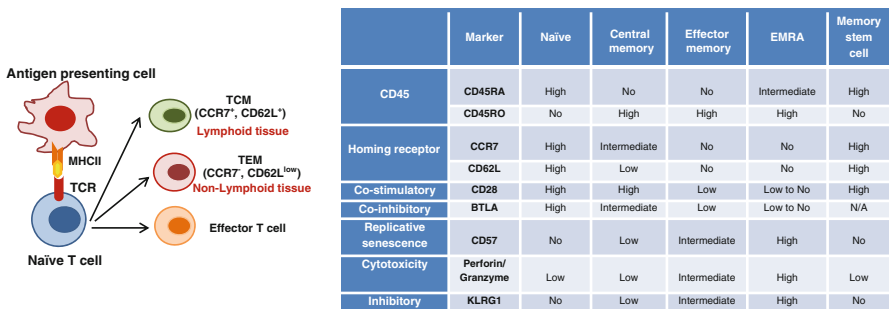 Antigen presenting cell
MHCII
TCR
Naïve T cell
TCM
(CCR7⁺, CD62L⁺)
Lymphoid tissue
TEM
(CCR7⁻, CD62Lˡᵒʷ)
Non-Lymphoid tissue
Effector T cell
Marker Naïve Central memory Effector memory EMRA Memory stem cell
CD45 CD45RA High No No Intermediate High
CD45RO No High High High No
Homing receptor CCR7 High Intermediate No No High
CD62L High Low No No High
Co-stimulatory CD28 High High Low Low to No High
Co-inhibitory BTLA High Intermediate Low Low to No N/A
Replicative senescence CD57 No Low Intermediate High No
Cytotoxicity Perforin/ Granzyme Low Low Intermediate High Low
Inhibitory KLRG1 No Low Intermediate High No